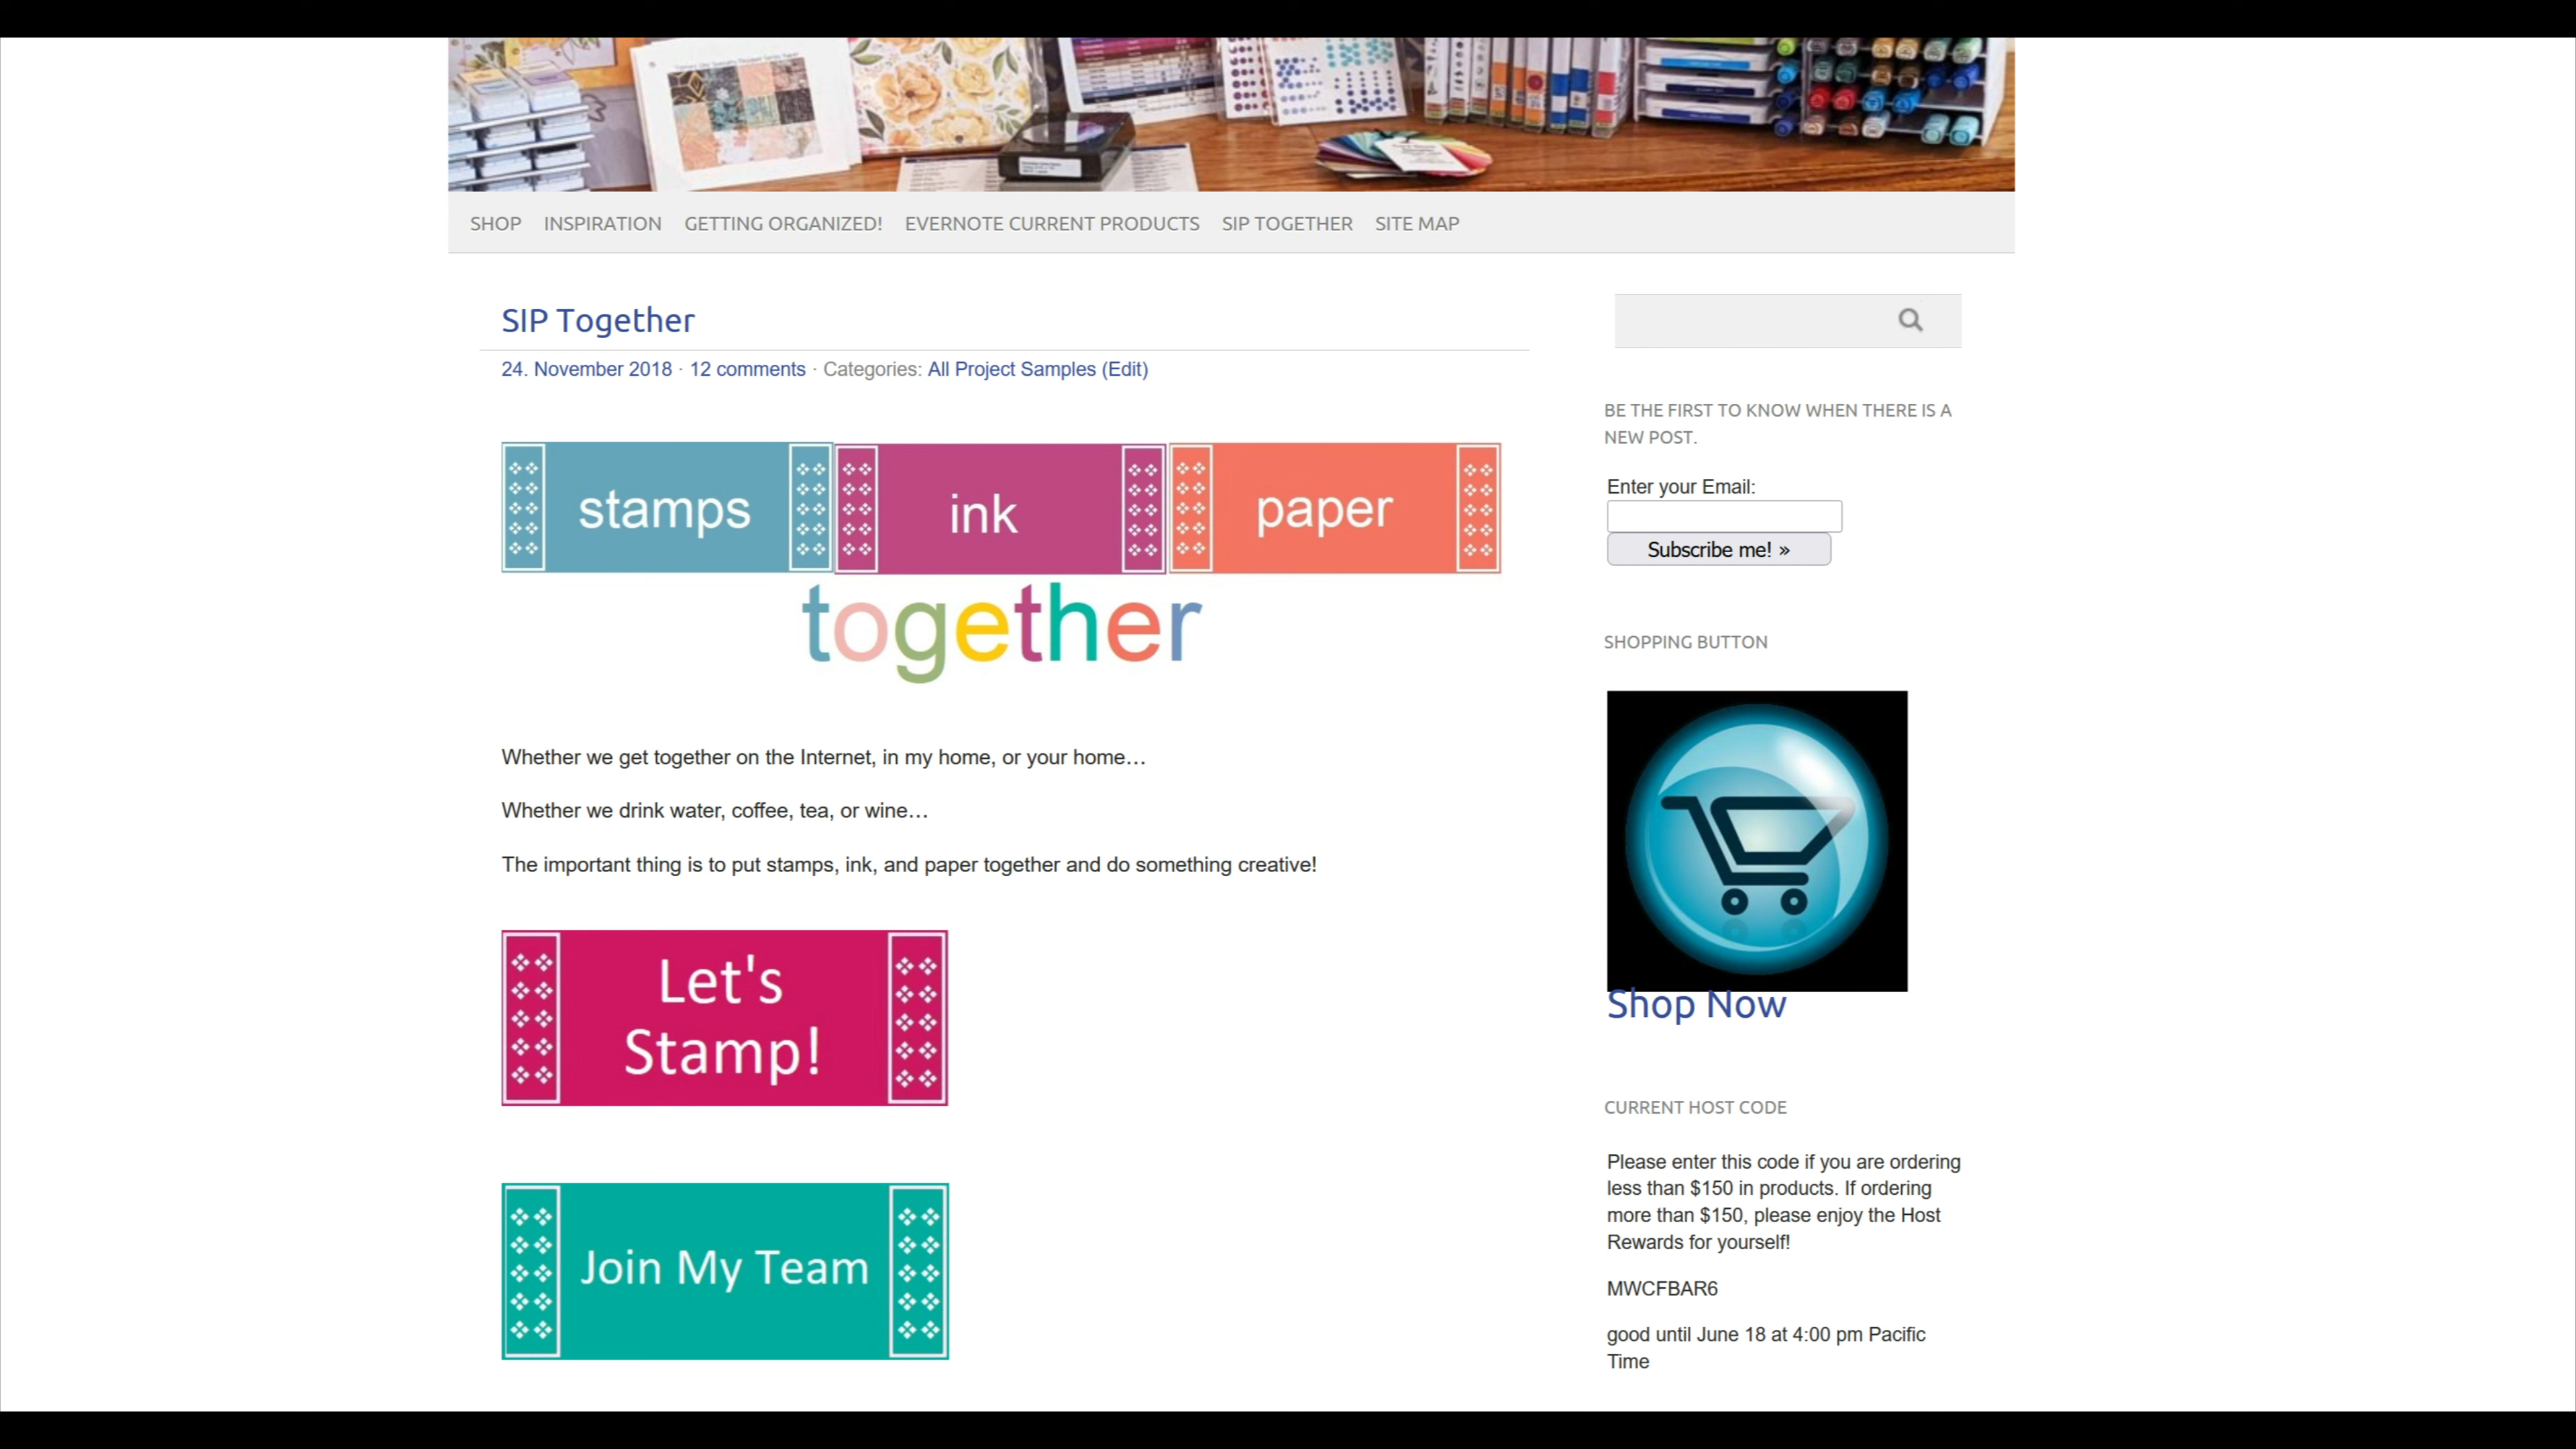 SHOP INSPIRATION GETTING ORGANIZED! EVERNOTE CURRENT PRODUCTS SIP TOGETHER SITE MAP
SIP Together
24. November 2018 · 12 comments · Categories: All Project Samples (Edit)
stamps ink paper
together
Whether we get together on the Internet, in my home, or your home…
Whether we drink water, coffee, tea, or wine…
The important thing is to put stamps, ink, and paper together and do something creative!
Let's
Stamp!
Join My Team
BE THE FIRST TO KNOW WHEN THERE IS A
NEW POST.
Enter your Email:
Subscribe me! »
SHOPPING BUTTON
Shop Now
CURRENT HOST CODE
Please enter this code if you are ordering
less than $150 in products. If ordering
more than $150, please enjoy the Host
Rewards for yourself!
MWCFBAR6
good until June 18 at 4:00 pm Pacific
Time